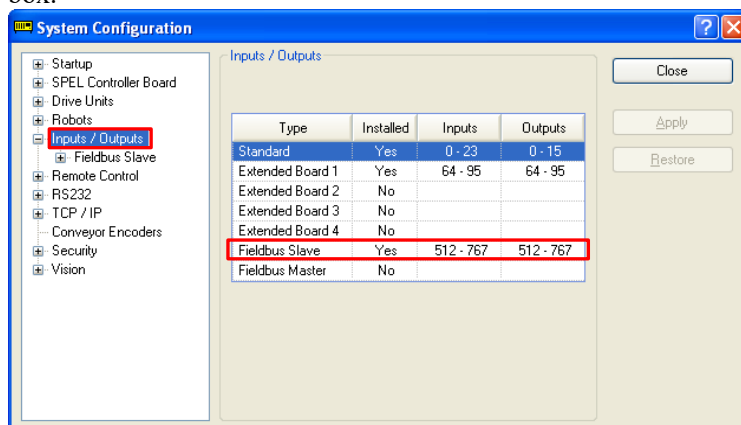 box.
System Configuration
Startup
SPEL Controller Board
Drive Units
Robots
Inputs / Outputs
Fieldbus Slave
Remote Control
RS232
TCP / IP
Conveyor Encoders
Security
Vision
Inputs / Outputs
Type Installed Inputs Outputs
Standard Yes 0 - 23 0 - 15
Extended Board 1 Yes 64 - 95 64 - 95
Extended Board 2 No
Extended Board 3 No
Extended Board 4 No
Fieldbus Slave Yes 512 - 767 512 - 767
Fieldbus Master No
Close
Apply
Restore